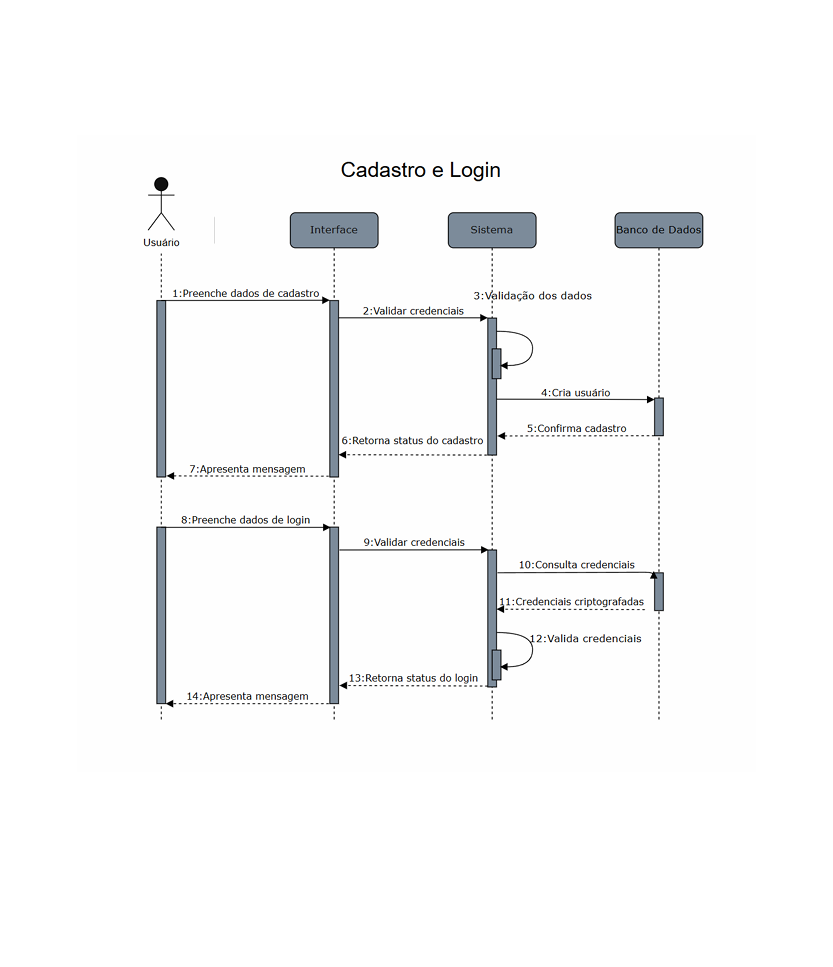 Cadastro e Login
Usuário
Interface
Sistema
Banco de Dados
1:Preenche dados de cadastro
2:Validar credenciais
3:Validação dos dados
4:Cria usuário
5:Confirma cadastro
6:Retorna status do cadastro
7:Apresenta mensagem
8:Preenche dados de login
9:Validar credenciais
10:Consulta credenciais
11:Credenciais criptografadas
12:Valida credenciais
13:Retorna status do login
14:Apresenta mensagem